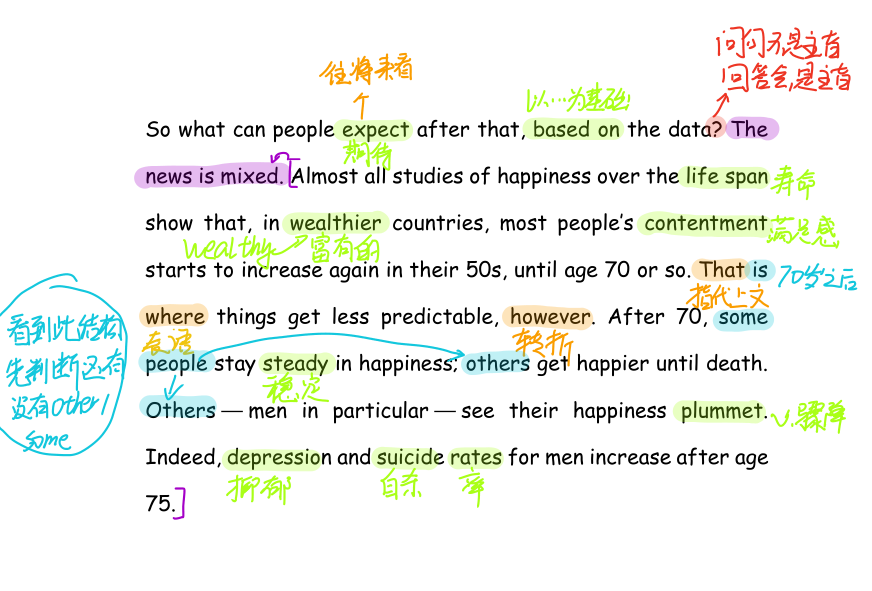 问句不是主旨
回答会是主旨
往将来看
以…为基础
So what can people expect after that, based on the data? The
期待
news is mixed. [Almost all studies of happiness over the life span
寿命
show that, in wealthier countries, most people’s contentment
满足感
wealthy 富有的
starts to increase again in their 50s, until age 70 or so. That is
70岁之后
指代上文
where things get less predictable, however. After 70, some
表语
转折
看到此结构
先判断还有
没有other/
some
people stay steady in happiness; others get happier until death.
稳定
Others — men in particular — see their happiness plummet.
v.骤降
Indeed, depression and suicide rates for men increase after age
抑郁
自杀 率
75.]